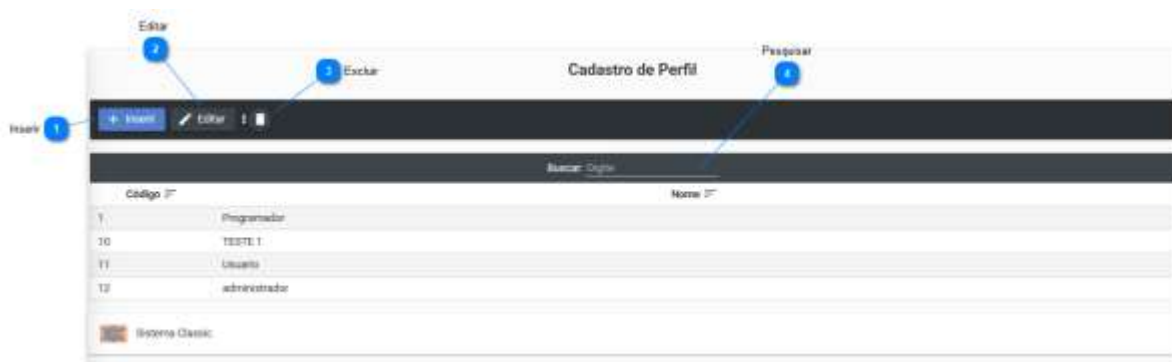 Editar
2
Pesquisar
3 Excluir
Cadastro de Perfil
4
Inserir 1
+ Inserir Editar
Buscar: Digite
Código Nome
1 Programador
10 TESTE 1
11 Usuario
12 administrador
Sistema Classic